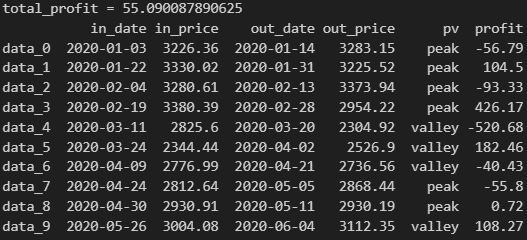 total_profit = 55.090087890625
in_date in_price out_date out_price pv profit
data_0 2020-01-03 3226.36 2020-01-14 3283.15 peak -56.79
data_1 2020-01-22 3330.02 2020-01-31 3225.52 peak 104.5
data_2 2020-02-04 3280.61 2020-02-13 3373.94 peak -93.33
data_3 2020-02-19 3380.39 2020-02-28 2954.22 peak 426.17
data_4 2020-03-11 2825.6 2020-03-20 2304.92 valley -520.68
data_5 2020-03-24 2344.44 2020-04-02 2526.9 valley 182.46
data_6 2020-04-09 2776.99 2020-04-21 2736.56 valley -40.43
data_7 2020-04-24 2812.64 2020-05-05 2868.44 peak -55.8
data_8 2020-04-30 2930.91 2020-05-11 2930.19 peak 0.72
data_9 2020-05-26 3004.08 2020-06-04 3112.35 valley 108.27